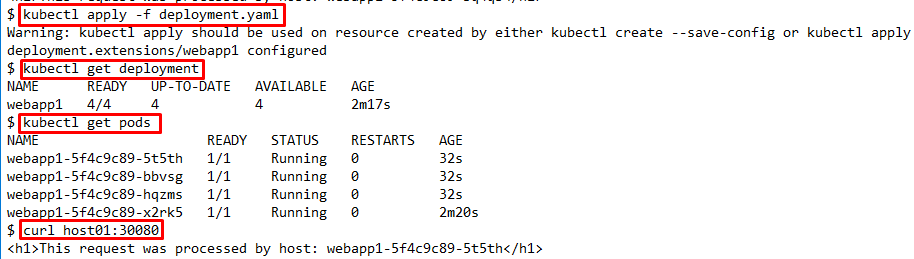 $ kubectl apply -f deployment.yaml
Warning: kubectl apply should be used on resource created by either kubectl create --save-config or kubectl apply
deployment.extensions/webapp1 configured
$ kubectl get deployment
NAME READY UP-TO-DATE AVAILABLE AGE
webapp1 4/4 4 4 2m17s
$ kubectl get pods
NAME READY STATUS RESTARTS AGE
webapp1-5f4c9c89-5t5th 1/1 Running 0 32s
webapp1-5f4c9c89-bbvsg 1/1 Running 0 32s
webapp1-5f4c9c89-hqzms 1/1 Running 0 32s
webapp1-5f4c9c89-x2rk5 1/1 Running 0 2m20s
$ curl host01:30080
<h1>This request was processed by host: webapp1-5f4c9c89-5t5th</h1>